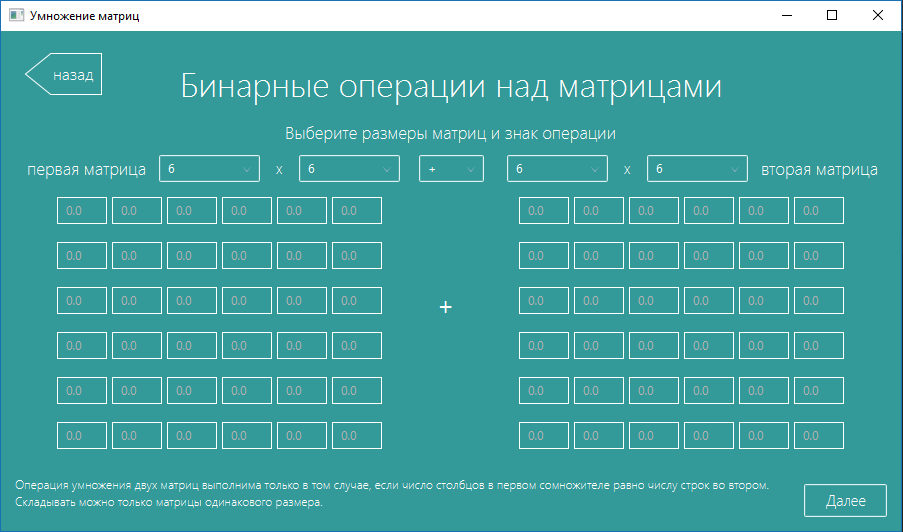 Умножение матриц
назад
Бинарные операции над матрицами
Выберите размеры матриц и знак операции
первая матрица 6 x 6 + 6 x 6 вторая матрица
0.0 0.0 0.0 0.0 0.0 0.0 0.0 0.0 0.0 0.0 0.0 0.0
0.0 0.0 0.0 0.0 0.0 0.0 0.0 0.0 0.0 0.0 0.0 0.0
0.0 0.0 0.0 0.0 0.0 0.0 + 0.0 0.0 0.0 0.0 0.0 0.0
0.0 0.0 0.0 0.0 0.0 0.0 0.0 0.0 0.0 0.0 0.0 0.0
0.0 0.0 0.0 0.0 0.0 0.0 0.0 0.0 0.0 0.0 0.0 0.0
0.0 0.0 0.0 0.0 0.0 0.0 0.0 0.0 0.0 0.0 0.0 0.0
Операция умножения двух матриц выполнима только в том случае, если число столбцов в первом сомножителе равно числу строк во втором.
Складывать можно только матрицы одинакового размера.
Далее